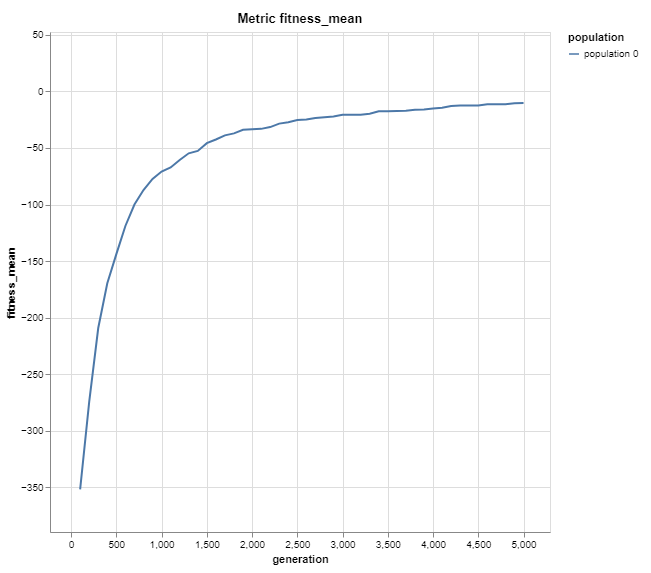 Metric fitness_mean
population
population 0
50
0
−50
−100
−150
−200
−250
−300
−350
fitness_mean
0 500 1,000 1,500 2,000 2,500 3,000 3,500 4,000 4,500 5,000
generation